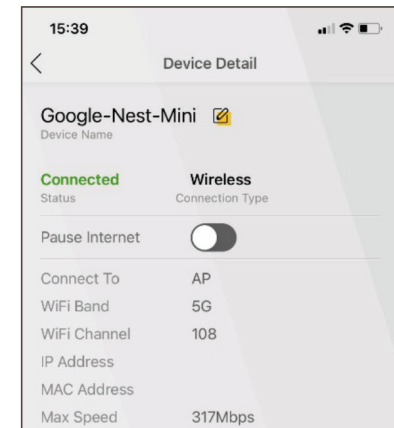 15:39
Device Detail
Google-Nest-Mini
Device Name
Connected Wireless
Status Connection Type
Pause Internet
Connect To AP
WiFi Band 5G
WiFi Channel 108
IP Address
MAC Address
Max Speed 317Mbps